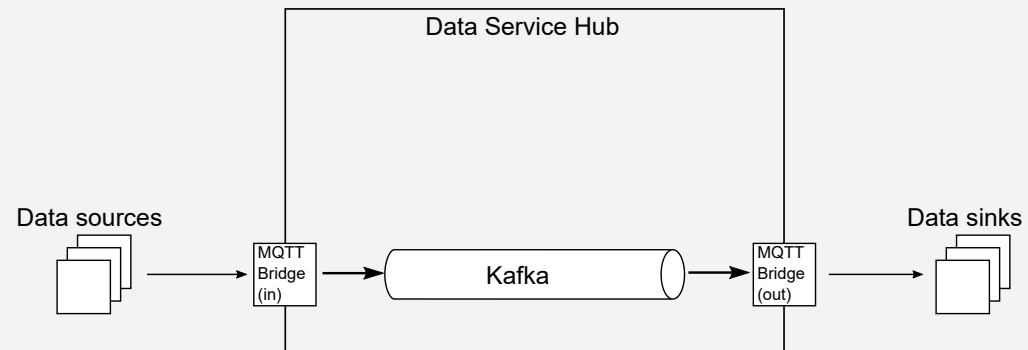 Data Service Hub
Data sources
MQTT
Bridge
(in)
Kafka
MQTT
Bridge
(out)
Data sinks